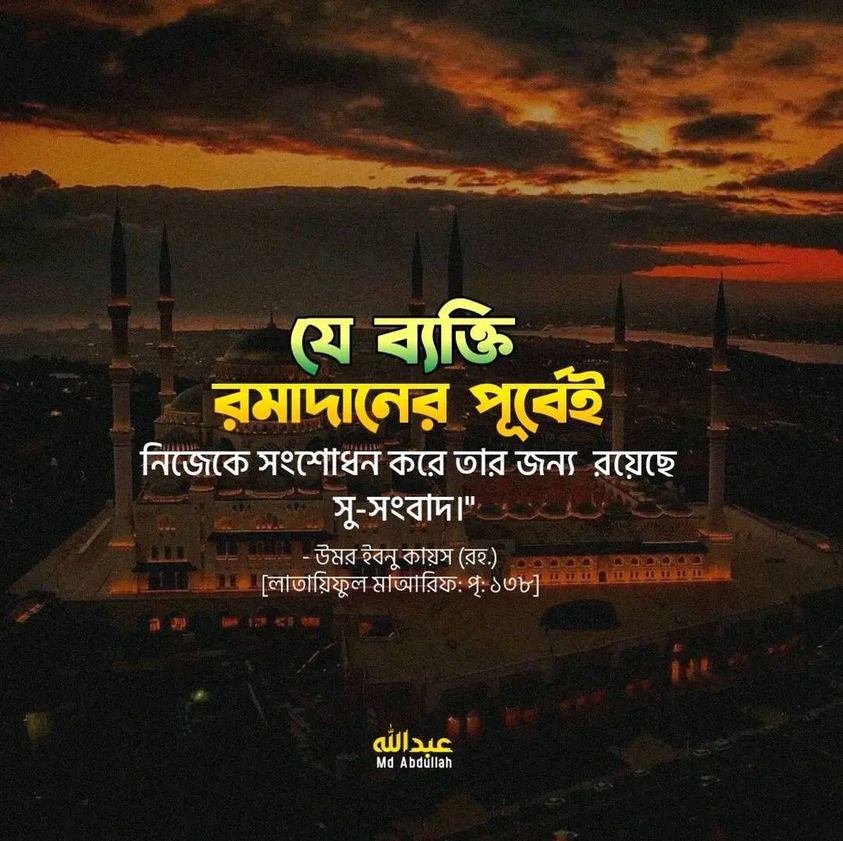 যে ব্যক্তি
রমাদানের পূর্বেই
নিজেকে সংশোধন করে তার জন্য রয়েছে
সু-সংবাদ।"
- উমর ইবনু কায়স (রহ.)
[লাতায়িফুল মাআরিফ: পৃ: ১৩৮]
عبدالله
Md Abdullah